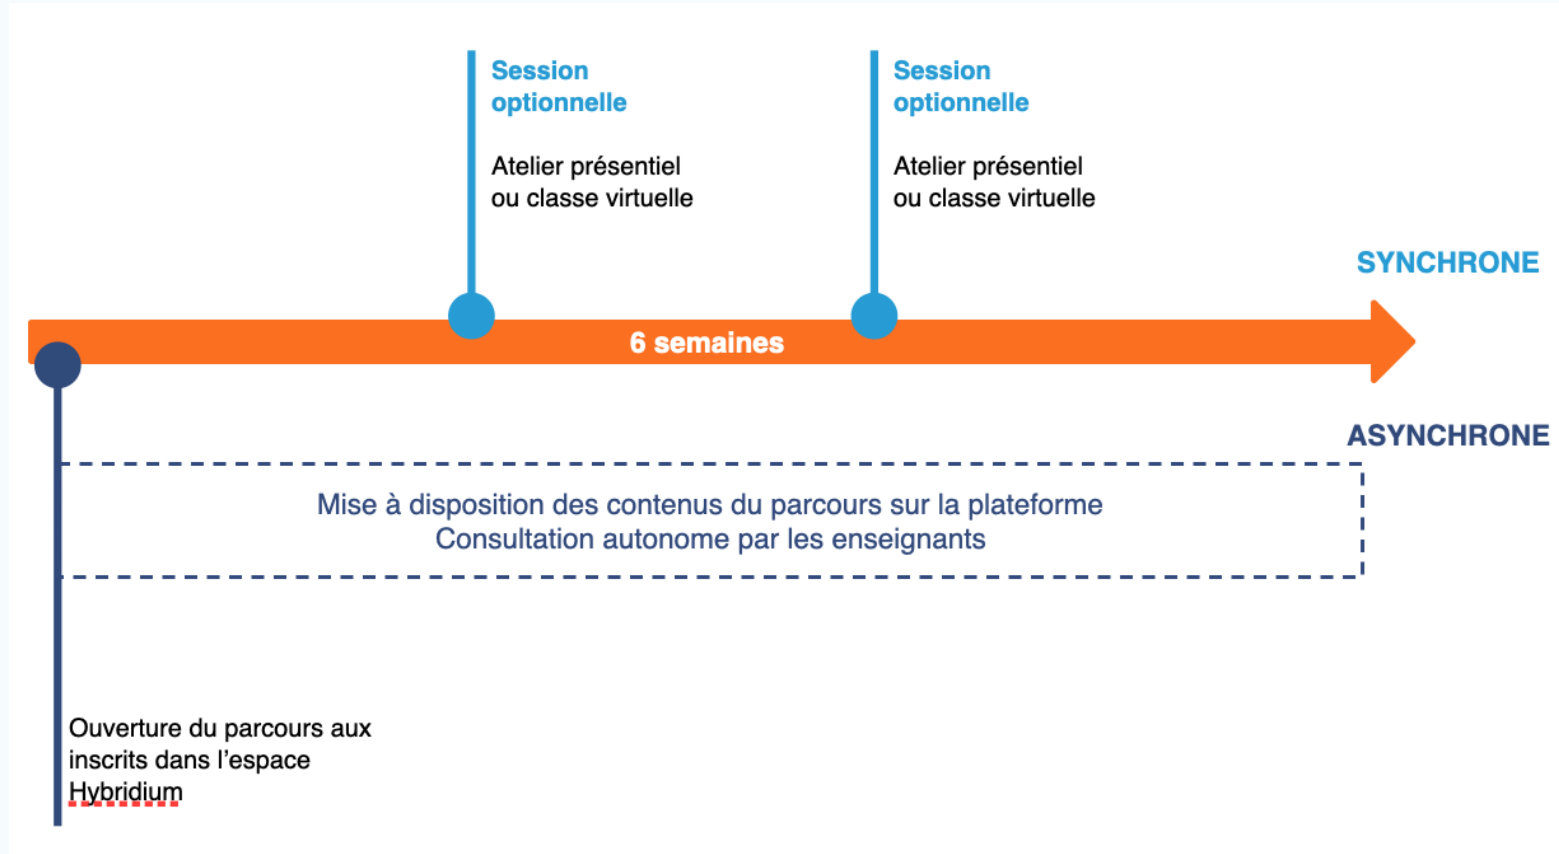 Session
optionnelle
Atelier présentiel
ou classe virtuelle
Session
optionnelle
Atelier présentiel
ou classe virtuelle
SYNCHRONE
6 semaines
ASYNCHRONE
Mise à disposition des contenus du parcours sur la plateforme
Consultation autonome par les enseignants
Ouverture du parcours aux
inscrits dans l’espace
Hybridium